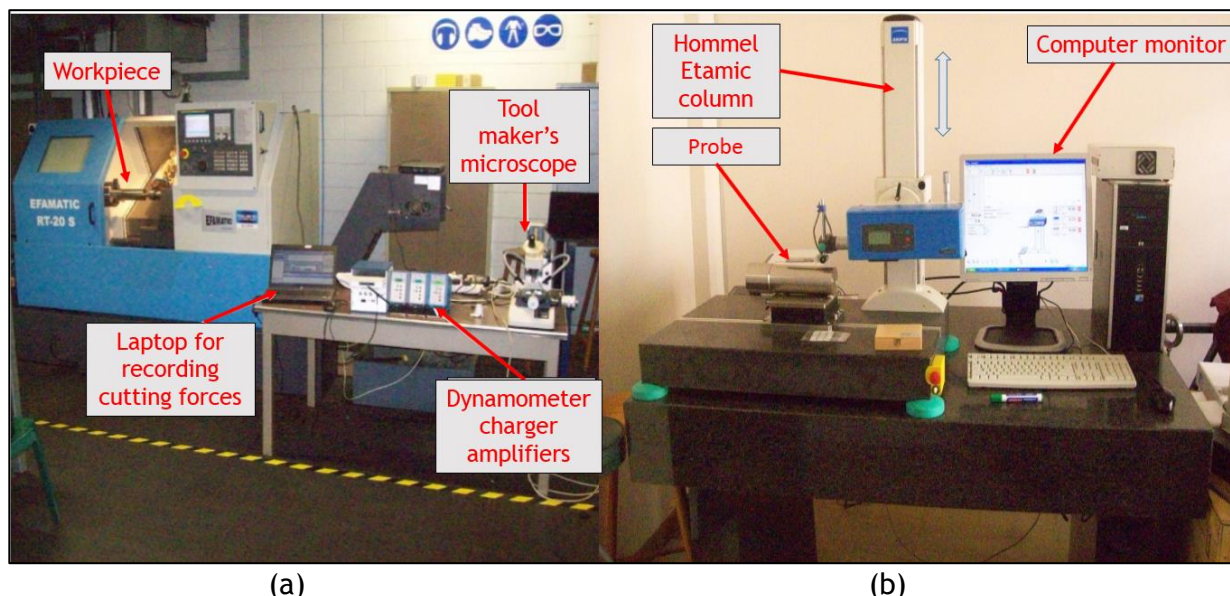 Workpiece
Tool
maker's
microscope
EFAMATIC
RT-20 S
EFAMATIC
Laptop for
recording
cutting forces
Dynamometer
charger
amplifiers
Hommel
Etamic
column
Computer monitor
Probe
(a)
(b)